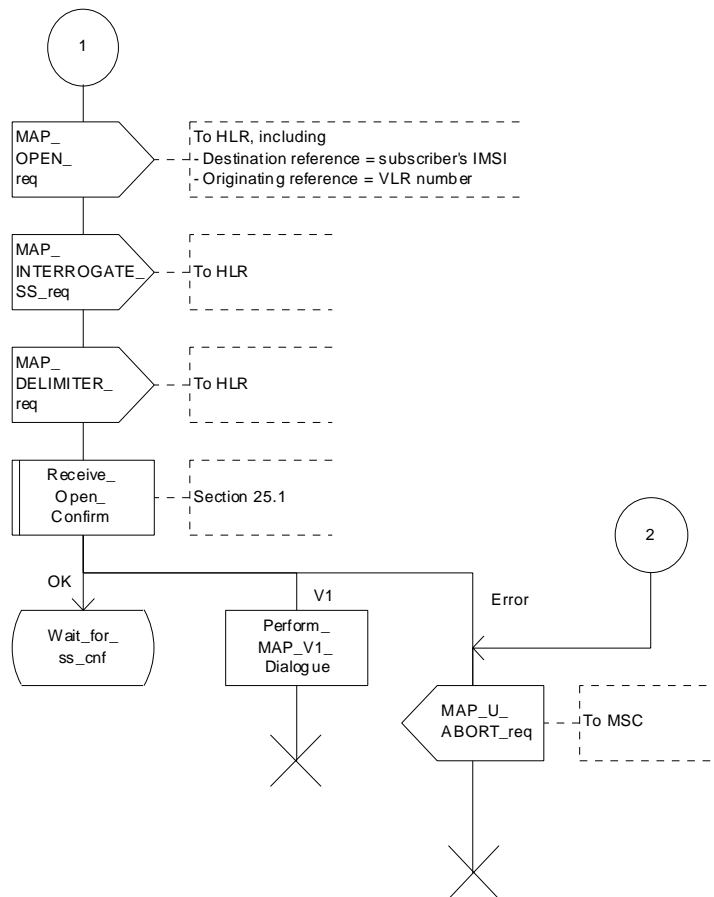 1
MAP_
OPEN_
req
To HLR, including
- Destination reference = subscriber's IMSI
- Originating reference = VLR number
MAP_
INTERROGATE_
SS_req
To HLR
MAP_
DELIMITER_
req
To HLR
Receive_
Open_
Confirm
Section 25.1
2
OK
V1
Error
Wait_for_
ss_cnf
Perform_
MAP_V1_
Dialogue
MAP_U_
ABORT_req
To MSC